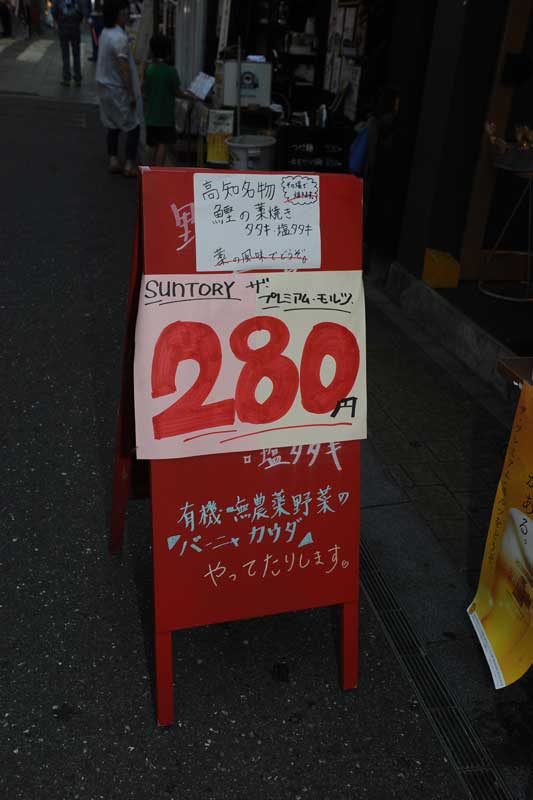 高知名物
鰹の藁焼き
タタキ 塩タタキ
藁の風味でどうぞ。
SUNTORY ザ・
プレミアム・モルツ
280円
塩タタキ
有機・無農薬野菜の
バーニャカウダ
やってたりします。